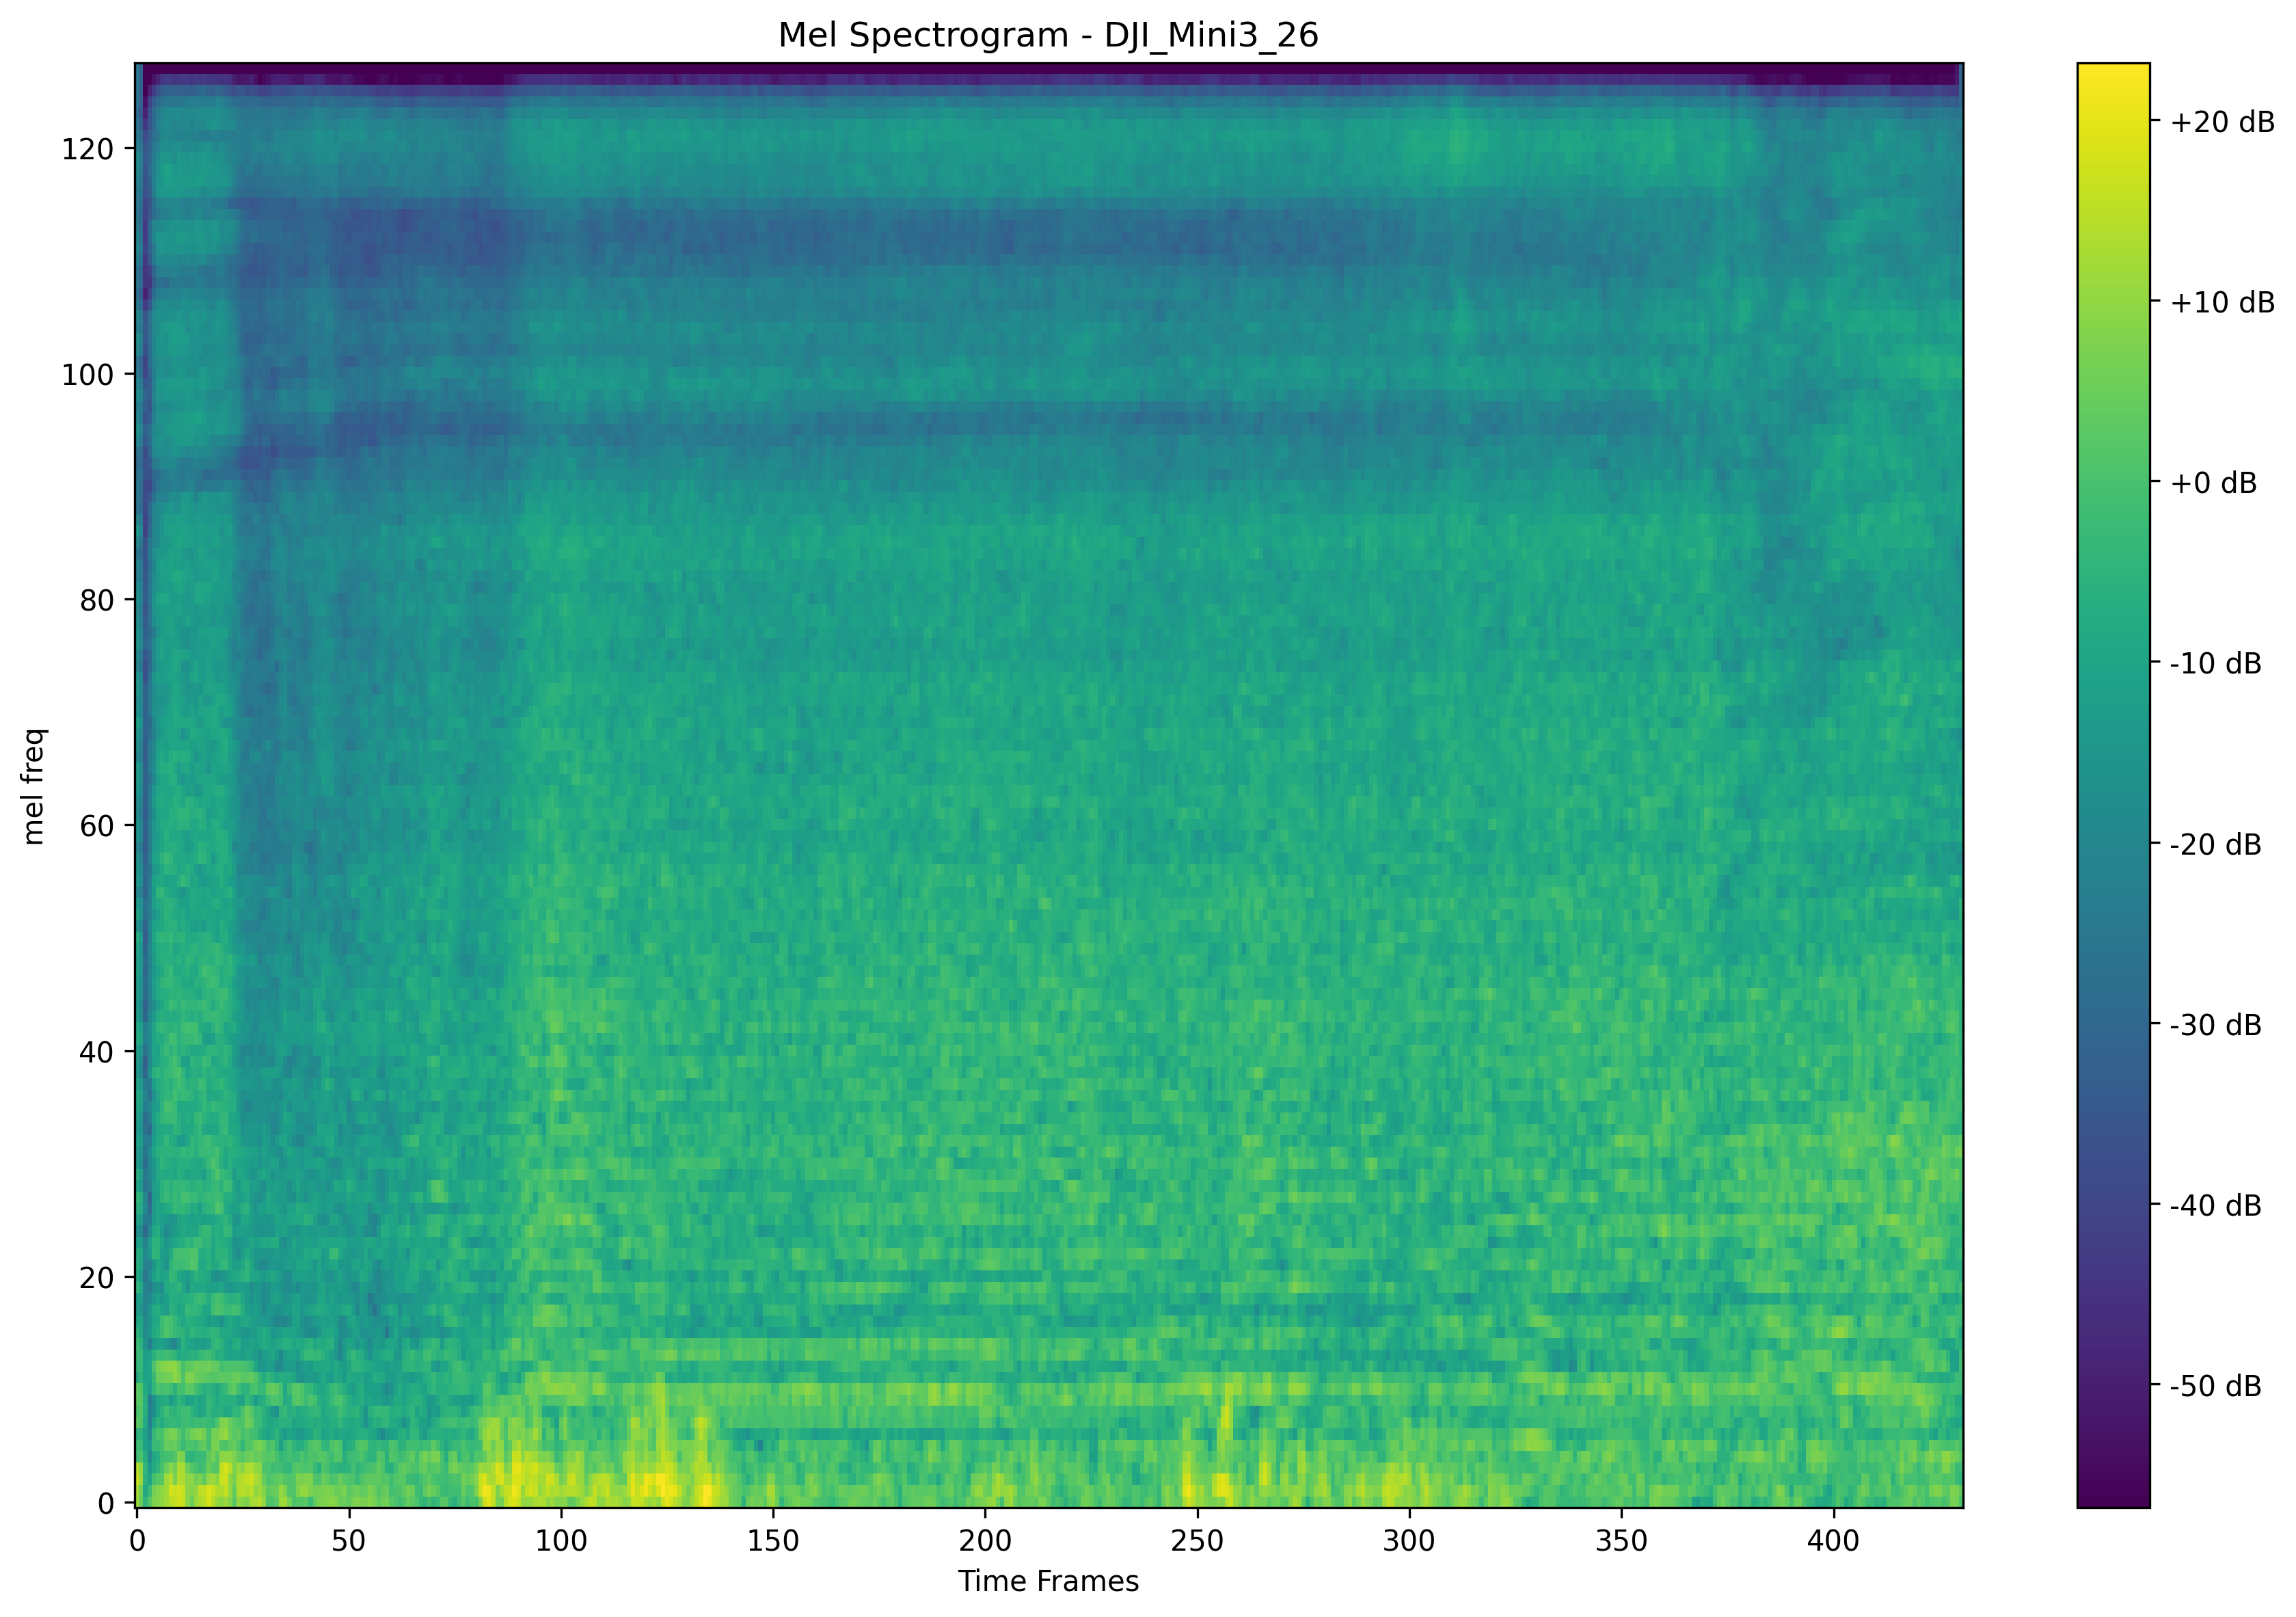 Mel Spectrogram - DJI_Mini3_26
mel freq
120
100
80
60
40
20
0
0 50 100 150 200 250 300 350 400
Time Frames
+20 dB
+10 dB
+0 dB
-10 dB
-20 dB
-30 dB
-40 dB
-50 dB